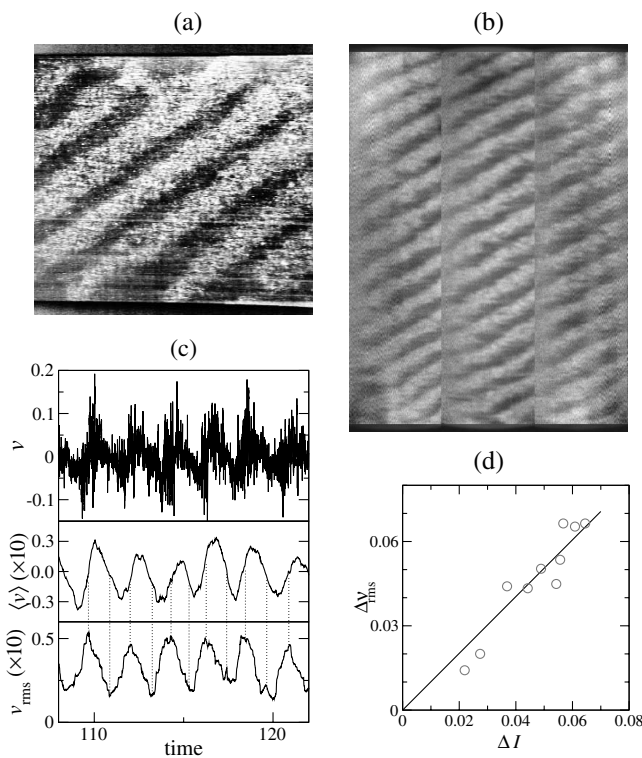 (a)
(b)
(c)
0.2
0.1
0
-0.1
v
0.3
0.0
-0.3
⟨v⟩ (×10)
0.5
0
v_rms (×10)
110
120
time
(d)
0.06
0.03
0
Δv_rms
0
0.02
0.04
0.06
0.08
ΔI